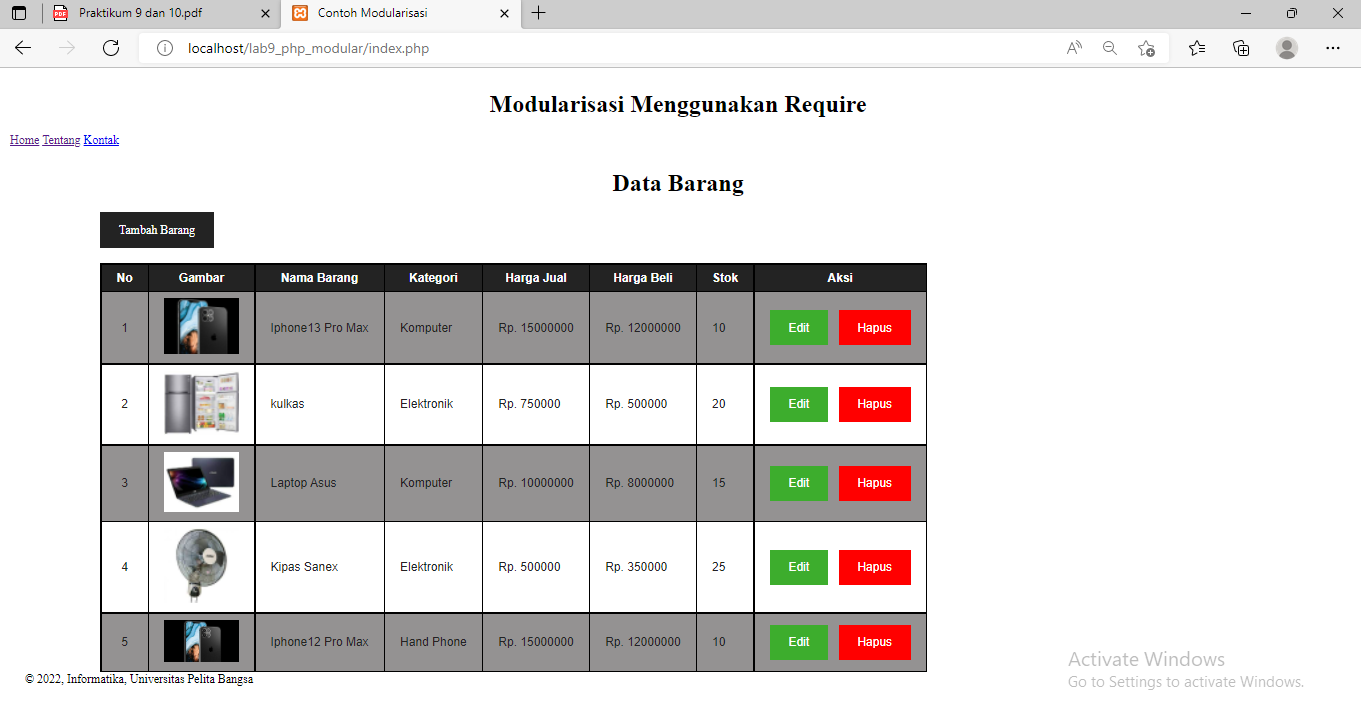 Praktikum 9 dan 10.pdf
Contoh Modularisasi
localhost/lab9_php_modular/index.php
Modularisasi Menggunakan Require
Home Tentang Kontak
Data Barang
Tambah Barang
No Gambar Nama Barang Kategori Harga Jual Harga Beli Stok Aksi
1 Iphone13 Pro Max Komputer Rp. 15000000 Rp. 12000000 10 Edit Hapus
2 kulkas Elektronik Rp. 750000 Rp. 500000 20 Edit Hapus
3 Laptop Asus Komputer Rp. 10000000 Rp. 8000000 15 Edit Hapus
4 Kipas Sanex Elektronik Rp. 500000 Rp. 350000 25 Edit Hapus
5 Iphone12 Pro Max Hand Phone Rp. 15000000 Rp. 12000000 10 Edit Hapus
© 2022, Informatika, Universitas Pelita Bangsa
Activate Windows
Go to Settings to activate Windows.